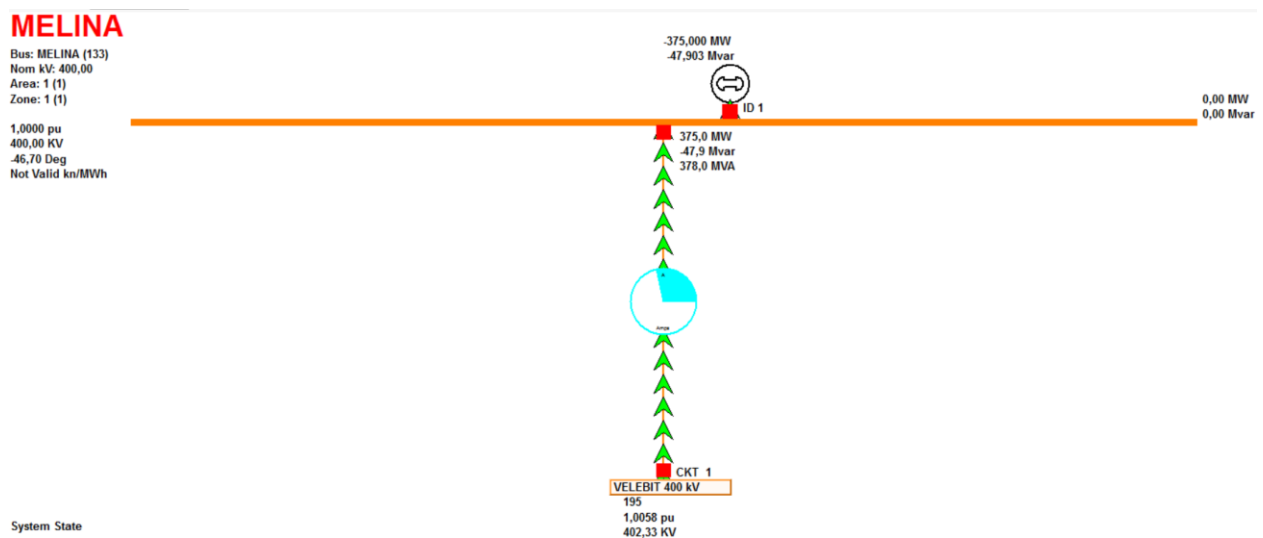 MELINA
Bus: MELINA (133)
Nom kV: 400,00
Area: 1 (1)
Zone: 1 (1)
1,0000 pu
400,00 KV
-46,70 Deg
Not Valid kn/MWh
-375,000 MW
-47,903 Mvar
ID 1
0,00 MW
0,00 Mvar
375,0 MW
-47,9 Mvar
378,0 MVA
A
Amps
CKT 1
VELEBIT 400 kV
195
1,0058 pu
402,33 KV
System State